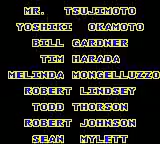 MR. TSUJIMOTO
YOSHIKI OKAMOTO
BILL GARDNER
TIM HARADA
MELINDA MONGELLUZZO
ROBERT LINDSEY
TODD THORSON
ROBERT JOHNSON
SEAN MYLETT